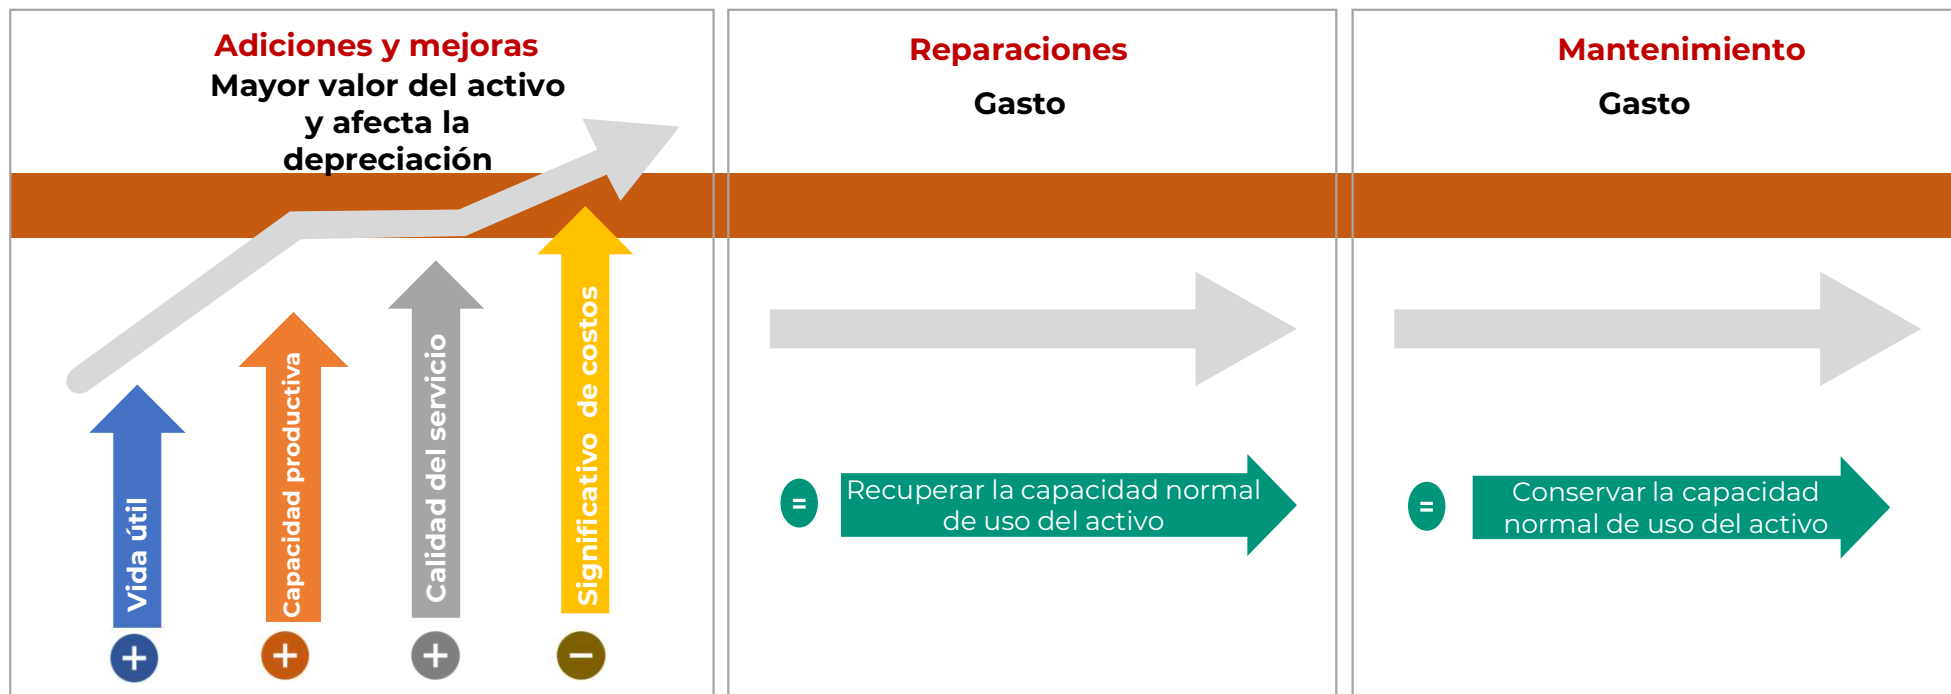 Adiciones y mejoras
Mayor valor del activo
y afecta la
depreciación
Vida útil
+
Capacidad productiva
+
Calidad del servicio
+
Significativo de costos
−
Reparaciones
Gasto
=
Recuperar la capacidad normal
de uso del activo
Mantenimiento
Gasto
=
Conservar la capacidad
normal de uso del activo